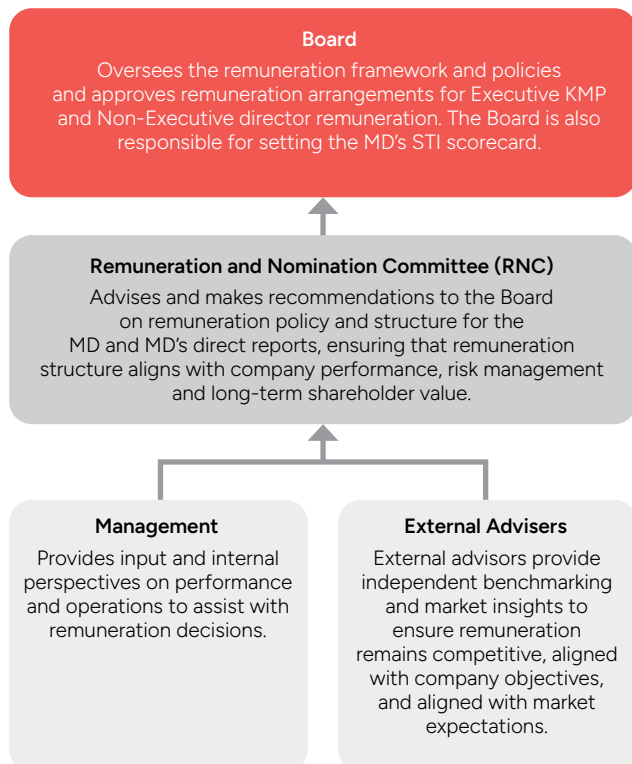 Board
Oversees the remuneration framework and policies
and approves remuneration arrangements for Executive KMP
and Non-Executive director remuneration. The Board is also
responsible for setting the MD's STI scorecard.
Remuneration and Nomination Committee (RNC)
Advises and makes recommendations to the Board
on remuneration policy and structure for the
MD and MD's direct reports, ensuring that remuneration
structure aligns with company performance, risk management
and long-term shareholder value.
Management
Provides input and internal
perspectives on performance
and operations to assist with
remuneration decisions.
External Advisers
External advisors provide
independent benchmarking
and market insights to
ensure remuneration
remains competitive, aligned
with company objectives,
and aligned with market
expectations.